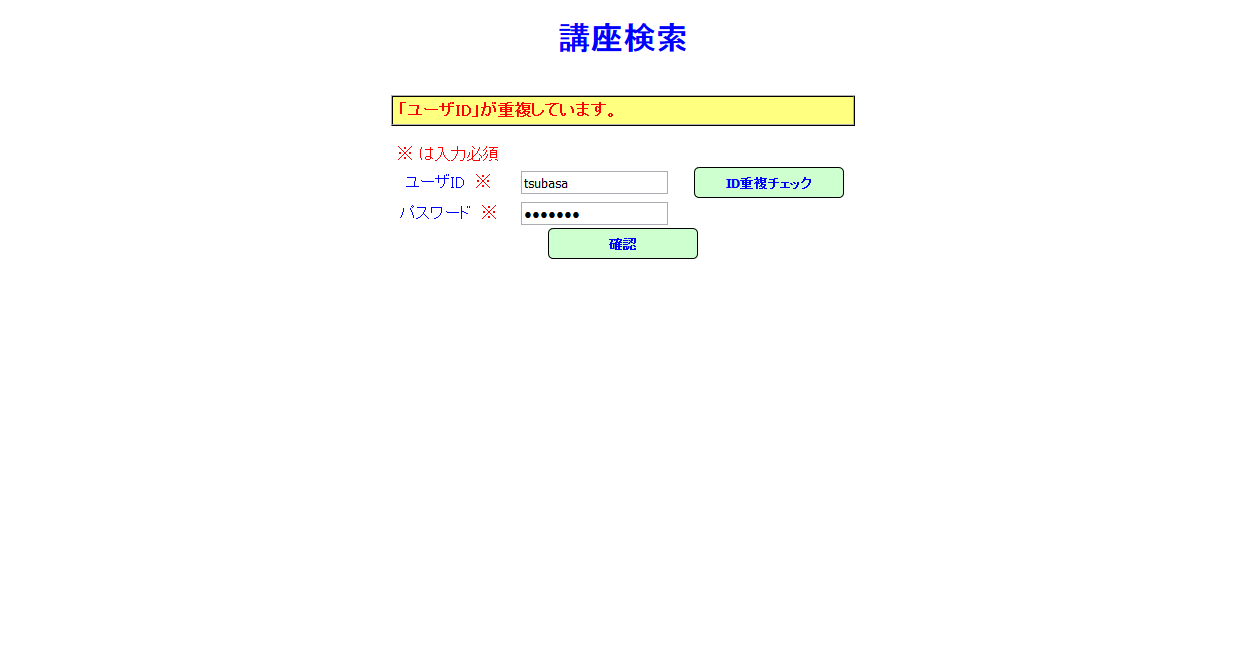 講座検索
「ユーザID」が重複しています。
※ は入力必須
ユーザID ※ tsubasa ID重複チェック
パスワード ※ ●●●●●●●
確認